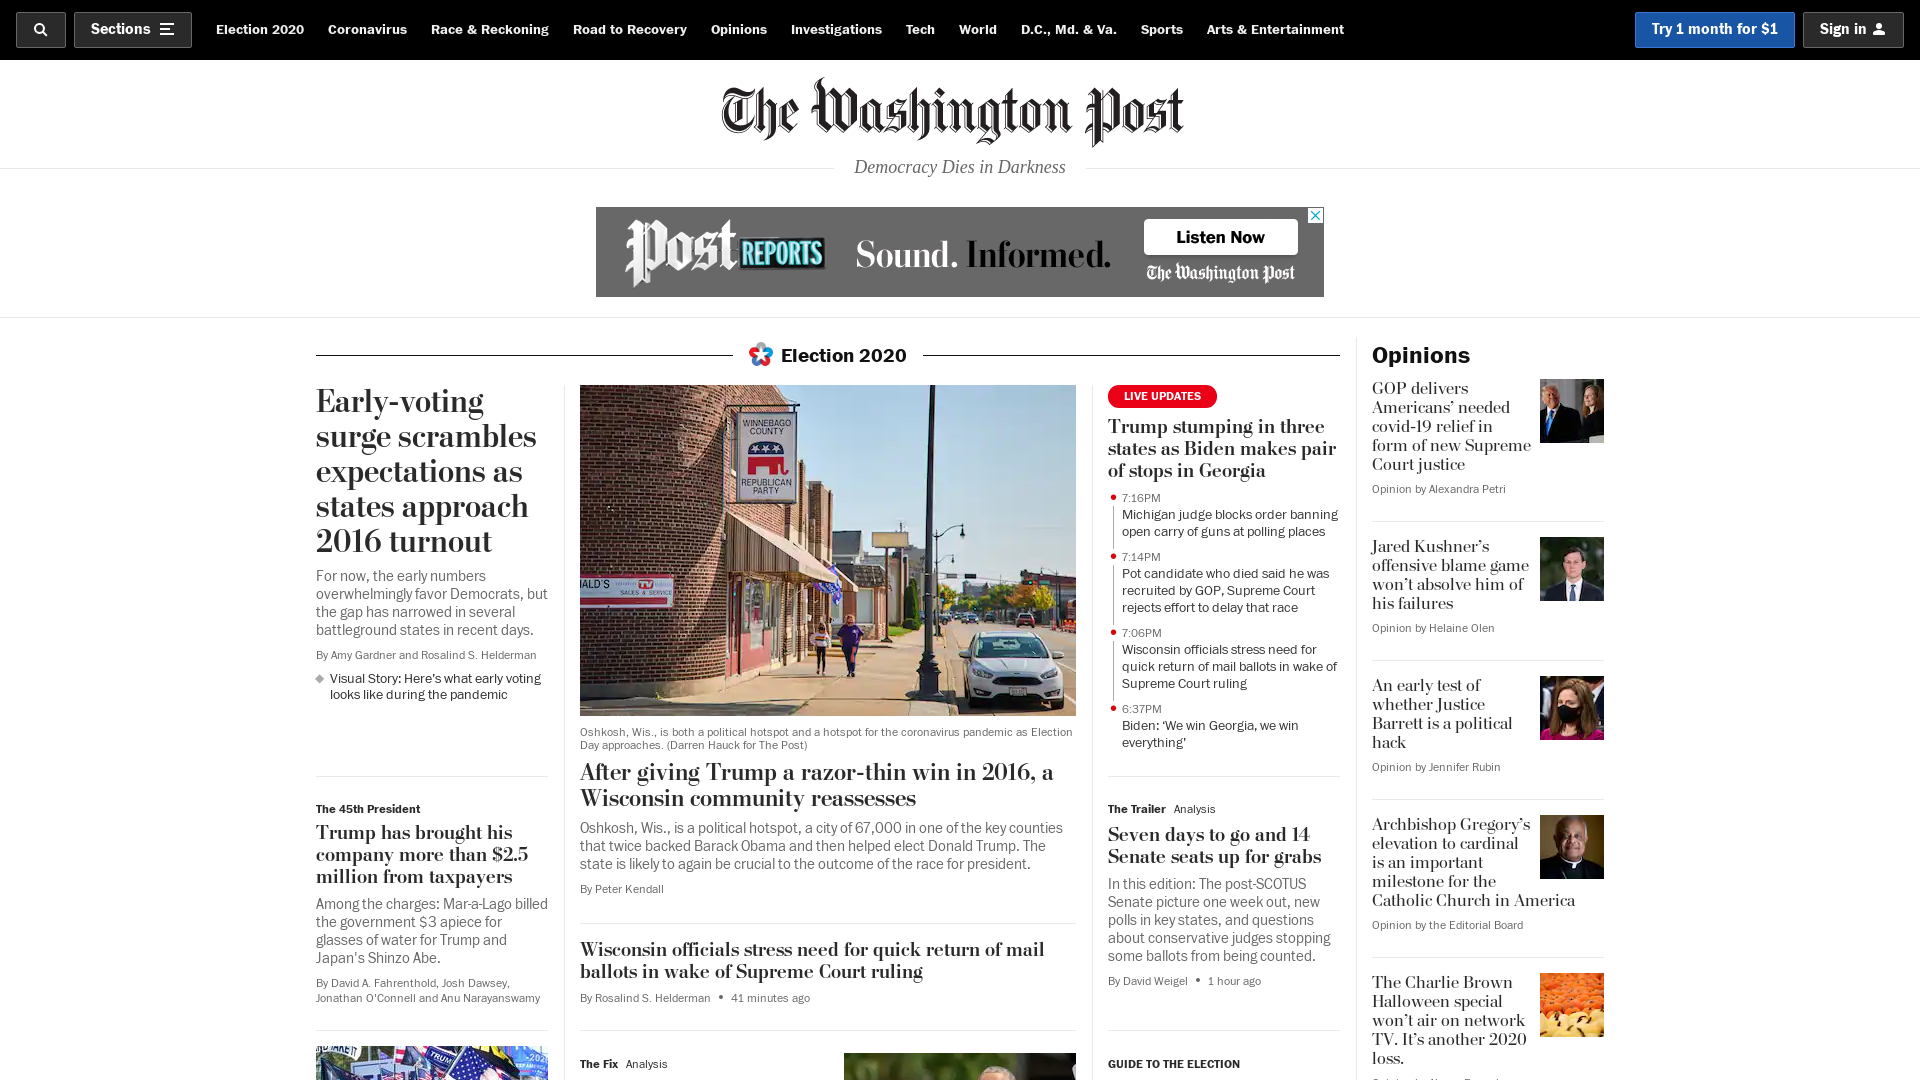 Sections
Election 2020
Coronavirus
Race & Reckoning
Road to Recovery
Opinions
Investigations
Tech
World
D.C., Md. & Va.
Sports
Arts & Entertainment
Try 1 month for $1
Sign in
The Washington Post
Democracy Dies in Darkness
Post REPORTS
Sound. Informed.
Listen Now
The Washington Post
Election 2020
Early-voting
surge scrambles
expectations as
states approach
2016 turnout
For now, the early numbers
overwhelmingly favor Democrats, but
the gap has narrowed in several
battleground states in recent days.
By Amy Gardner and Rosalind S. Helderman
Visual Story: Here's what early voting
looks like during the pandemic
The 45th President
Trump has brought his
company more than $2.5
million from taxpayers
Among the charges: Mar-a-Lago billed
the government $3 apiece for
glasses of water for Trump and
Japan's Shinzo Abe.
By David A. Fahrenthold, Josh Dawsey,
Jonathan O'Connell and Anu Narayanswamy
WINNEBAGO
COUNTY
REPUBLICAN
PARTY
NALD'S
TV
SALES & SERVICE
Oshkosh, Wis., is both a political hotspot and a hotspot for the coronavirus pandemic as Election
Day approaches. (Darren Hauck for The Post)
After giving Trump a razor-thin win in 2016, a
Wisconsin community reassesses
Oshkosh, Wis., is a political hotspot, a city of 67,000 in one of the key counties
that twice backed Barack Obama and then helped elect Donald Trump. The
state is likely to again be crucial to the outcome of the race for president.
By Peter Kendall
Wisconsin officials stress need for quick return of mail
ballots in wake of Supreme Court ruling
By Rosalind S. Helderman • 41 minutes ago
The Fix Analysis
LIVE UPDATES
Trump stumping in three
states as Biden makes pair
of stops in Georgia
7:16PM
Michigan judge blocks order banning
open carry of guns at polling places
7:14PM
Pot candidate who died said he was
recruited by GOP, Supreme Court
rejects effort to delay that race
7:06PM
Wisconsin officials stress need for
quick return of mail ballots in wake of
Supreme Court ruling
6:37PM
Biden: ‘We win Georgia, we win
everything’
The Trailer Analysis
Seven days to go and 14
Senate seats up for grabs
In this edition: The post-SCOTUS
Senate picture one week out, new
polls in key states, and questions
about conservative judges stopping
some ballots from being counted.
By David Weigel • 1 hour ago
GUIDE TO THE ELECTION
Opinions
GOP delivers
Americans’ needed
covid-19 relief in
form of new Supreme
Court justice
Opinion by Alexandra Petri
Jared Kushner’s
offensive blame game
won’t absolve him of
his failures
Opinion by Helaine Olen
An early test of
whether Justice
Barrett is a political
hack
Opinion by Jennifer Rubin
Archbishop Gregory’s
elevation to cardinal
is an important
milestone for the
Catholic Church in America
Opinion by the Editorial Board
The Charlie Brown
Halloween special
won’t air on network
TV. It’s another 2020
loss.